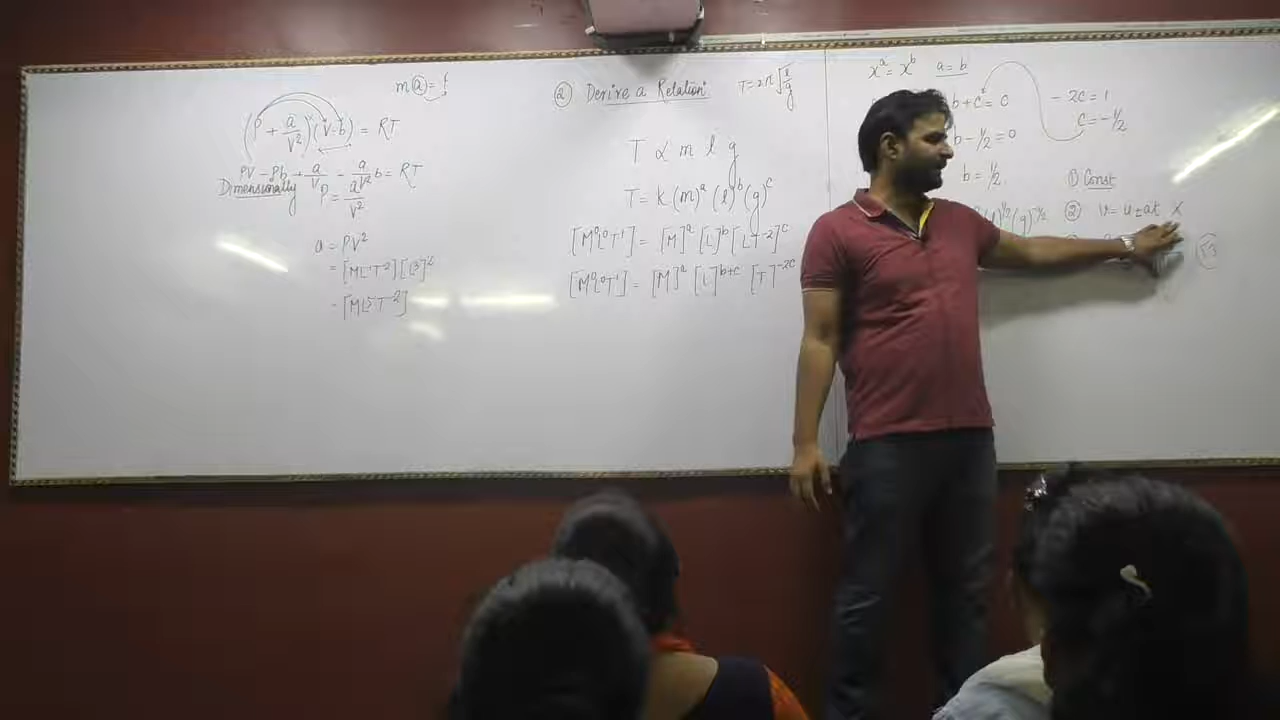 m(a) = f
(P + a/V²)(V-b) = RT
PV - Pb + a/V - a/V² b = RT
Dimensionally P = a/V²
a = PV²
= [ML⁻¹T⁻²][L³]²
= [ML⁵T⁻²]
② Derive a Relation T = 2π√(l/g)
T ∝ m l g
T = k (m)ᵃ (l)ᵇ (g)ᶜ
[M⁰L⁰T¹] = [M]ᵃ [L]ᵇ [LT⁻²]ᶜ
[M⁰L⁰T¹] = [M]ᵃ [L]ᵇ⁺ᶜ [T]⁻²ᶜ
xᵃ = xᵇ a = b
b + c = 0
b - 1/2 = 0
b = 1/2
(g)⁻¹/²
-2c = 1
c = -1/2
① Const
② v = u ± at X